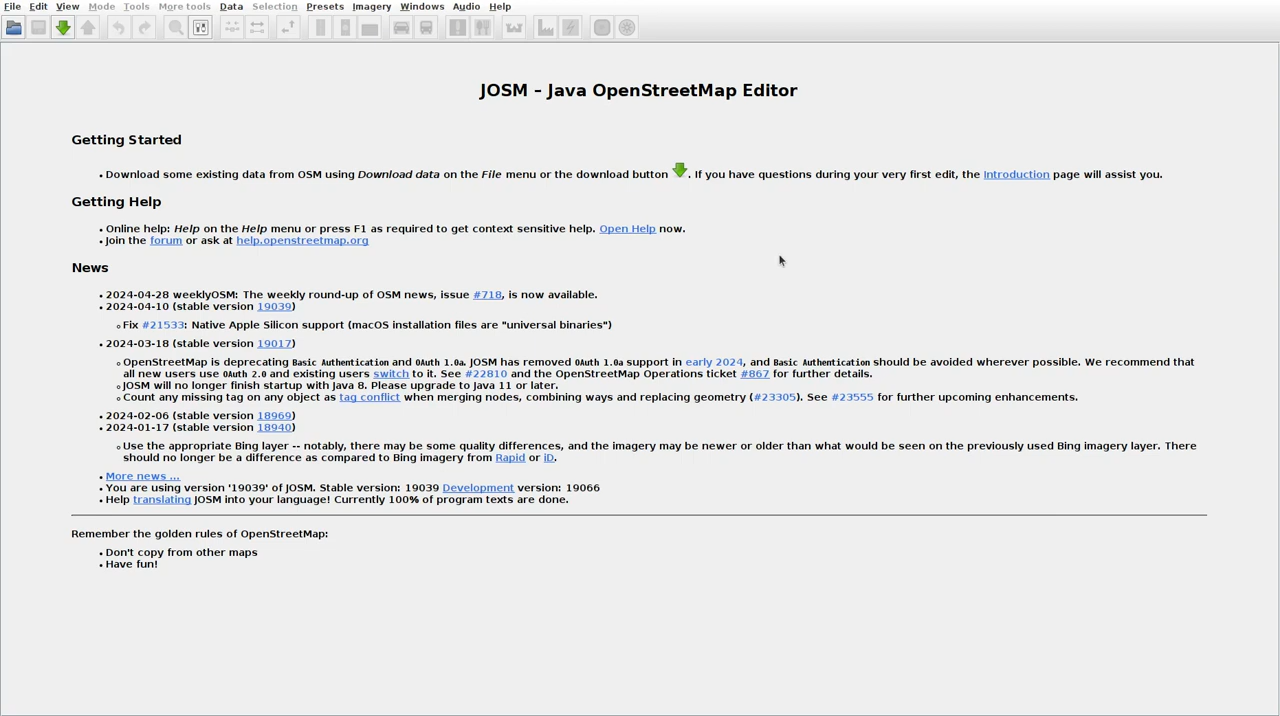 File Edit View Mode Tools More tools Data Selection Presets Imagery Windows Audio Help
JOSM – Java OpenStreetMap Editor
Getting Started
• Download some existing data from OSM using Download data on the File menu or the download button . If you have questions during your very first edit, the Introduction page will assist you.
Getting Help
• Online help: Help on the Help menu or press F1 as required to get context sensitive help. Open Help now.
• Join the forum or ask at help.openstreetmap.org
News
• 2024-04-28 weeklyOSM: The weekly round-up of OSM news, issue #718, is now available.
• 2024-04-10 (stable version 19039)
Fix #21533: Native Apple Silicon support (macOS installation files are "universal binaries")
• 2024-03-18 (stable version 19017)
OpenStreetMap is deprecating Basic Authentication and OAuth 1.0a. JOSM has removed OAuth 1.0a support in early 2024, and Basic Authentication should be avoided wherever possible. We recommend that
all new users use OAuth 2.0 and existing users switch to it. See #22810 and the OpenStreetMap Operations ticket #867 for further details.
JOSM will no longer finish startup with Java 8. Please upgrade to Java 11 or later.
Count any missing tag on any object as tag conflict when merging nodes, combining ways and replacing geometry (#23305). See #23555 for further upcoming enhancements.
• 2024-02-06 (stable version 18969)
• 2024-01-17 (stable version 18940)
Use the appropriate Bing layer -- notably, there may be some quality differences, and the imagery may be newer or older than what would be seen on the previously used Bing imagery layer. There
should no longer be a difference as compared to Bing imagery from Rapid or iD.
• More news ...
• You are using version '19039' of JOSM. Stable version: 19039 Development version: 19066
• Help translating JOSM into your language! Currently 100% of program texts are done.
Remember the golden rules of OpenStreetMap:
• Don't copy from other maps
• Have fun!